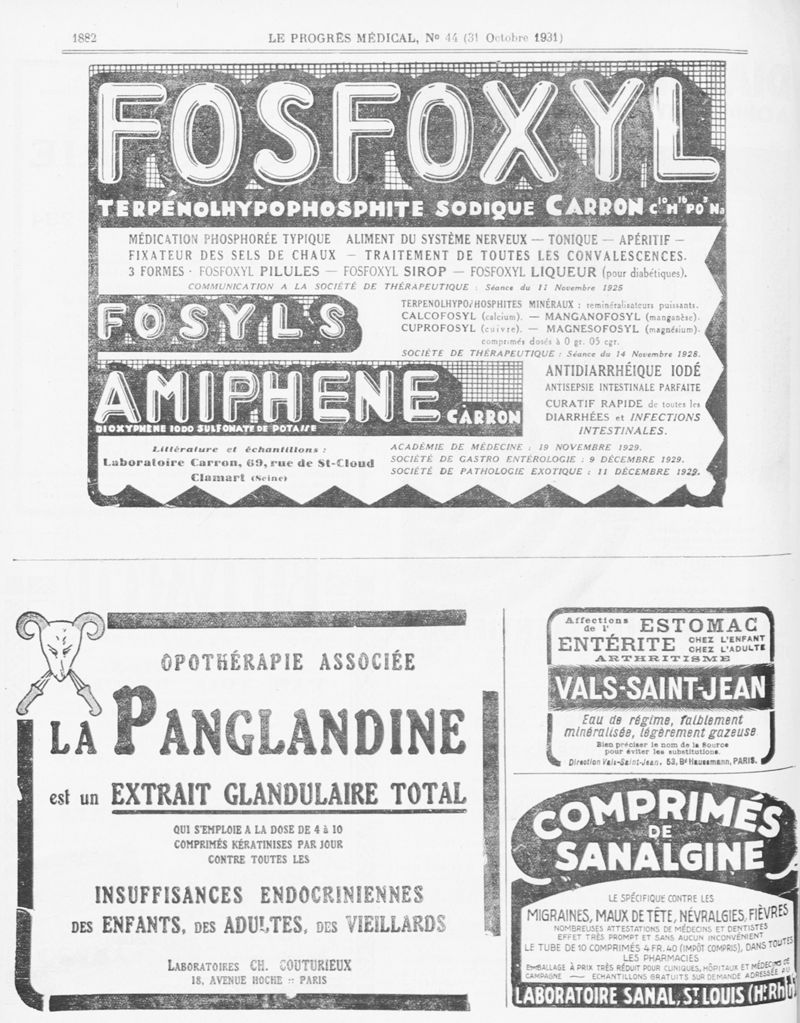 1882
LE PROGRÈS MÉDICAL, No 44 (31 Octobre 1931)
FOSFOXYL
TERPÉNOLHYPOPHOSPHITE SODIQUE CARRON C10H16PO3Na
MÉDICATION PHOSPHORÉE TYPIQUE ALIMENT DU SYSTÈME NERVEUX — TONIQUE — APÉRITIF —
FIXATEUR DES SELS DE CHAUX — TRAITEMENT DE TOUTES LES CONVALESCENCES.
3 FORMES · FOSFOXYL PILULES — FOSFOXYL SIROP — FOSFOXYL LIQUEUR (pour diabétiques).
COMMUNICATION A LA SOCIÉTÉ DE THÉRAPEUTIQUE : Séance du 11 Novembre 1925
FOSYLS
TERPENOLHYPOPHOSPHITES MINÉRAUX : reminéralisateurs puissants.
CALCOFOSYL (calcium). — MANGANOFOSYL (manganèse).
CUPROFOSYL (cuivre). — MAGNESOFOSYL (magnésium).
comprimés dosés à 0 gr. 05 cgr.
SOCIÉTÉ DE THÉRAPEUTIQUE : Séance du 14 Novembre 1928.
AMIPHENE CARRON
DIOXYPHENE IODO SULFONATE DE POTASSE
ANTIDIARRHÉIQUE IODÉ
ANTISEPSIE INTESTINALE PARFAITE
CURATIF RAPIDE de toutes les
DIARRHÉES et INFECTIONS
INTESTINALES.
Littérature et échantillons :
Laboratoire Carron, 69, rue de St-Cloud
Clamart (Seine)
ACADÉMIE DE MÉDECINE : 19 NOVEMBRE 1929.
SOCIÉTÉ DE GASTRO ENTÉROLOGIE : 9 DÉCEMBRE 1929.
SOCIÉTÉ DE PATHOLOGIE EXOTIQUE : 11 DÉCEMBRE 1929.
OPOTHÉRAPIE ASSOCIÉE
LA PANGLANDINE
est un EXTRAIT GLANDULAIRE TOTAL
QUI S'EMPLOIE A LA DOSE DE 4 à 10
COMPRIMÉS KÉRATINISES PAR JOUR
CONTRE TOUTES LES
INSUFFISANCES ENDOCRINIENNES
DES ENFANTS, DES ADULTES, DES VIEILLARDS
LABORATOIRES CH. COUTURIEUX
18, AVENUE HOCHE :: PARIS
Affections de l' ESTOMAC
ENTÉRITE CHEZ L'ENFANT CHEZ L'ADULTE
ARTHRITISME
VALS-SAINT-JEAN
Eau de régime, faiblement
minéralisée, légèrement gazeuse
Bien préciser le nom de la Source
pour éviter les substitutions.
Direction Vals-Saint-Jean, 53, Bd Haussmann, PARIS.
COMPRIMÉS
DE
SANALGINE
LE SPÉCIFIQUE CONTRE LES
MIGRAINES, MAUX DE TÊTE, NÉVRALGIES, FIÈVRES
NOMBREUSES ATTESTATIONS DE MÉDECINS ET DENTISTES
EFFET TRÈS PROMPT ET SANS AUCUN INCONVÉNIENT
LE TUBE DE 10 COMPRIMÉS 4 FR. 40 (IMPÔT COMPRIS), DANS TOUTES
LES PHARMACIES
EMBALLAGE À PRIX TRÈS RÉDUIT POUR CLINIQUES, HÔPITAUX ET MÉDECINS DE
CAMPAGNE — ÉCHANTILLONS GRATUITS SUR DEMANDE ADRESSÉE AU
LABORATOIRE SANAL, ST LOUIS (Ht Rhin)